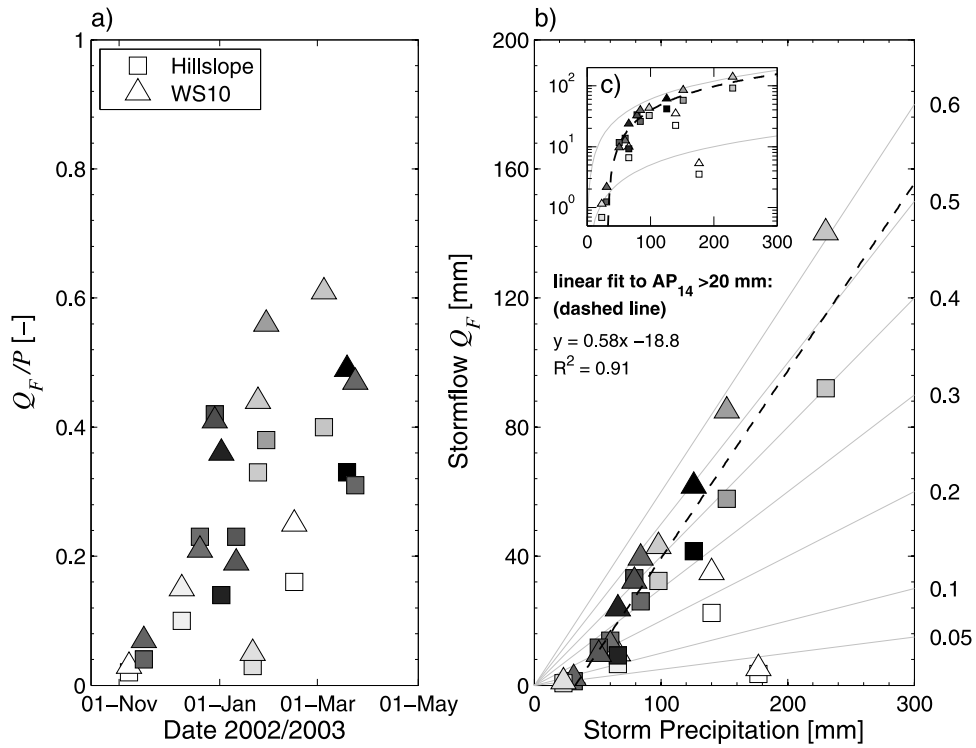 a)
1
0.8
0.6
0.4
0.2
0
Q_F/P [–]
Hillslope
WS10
01−Nov 01−Jan 01−Mar 01−May
Date 2002/2003
b)
200
160
120
80
40
0
Stormflow Q_F [mm]
c)
10^2
10^1
10^0
0 100 200 300
linear fit to AP_14 >20 mm:
(dashed line)
y = 0.58x −18.8
R^2 = 0.91
0.6
0.5
0.4
0.3
0.2
0.1
0.05
0 100 200 300
Storm Precipitation [mm]